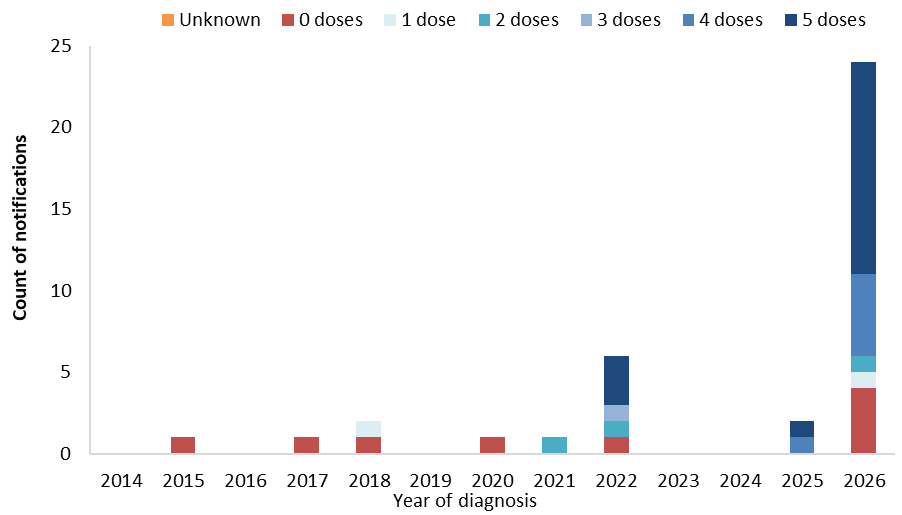 Unknown 0 doses 1 dose 2 doses 3 doses 4 doses 5 doses
Count of notifications
25
20
15
10
5
0
2014 2015 2016 2017 2018 2019 2020 2021 2022 2023 2024 2025 2026
Year of diagnosis